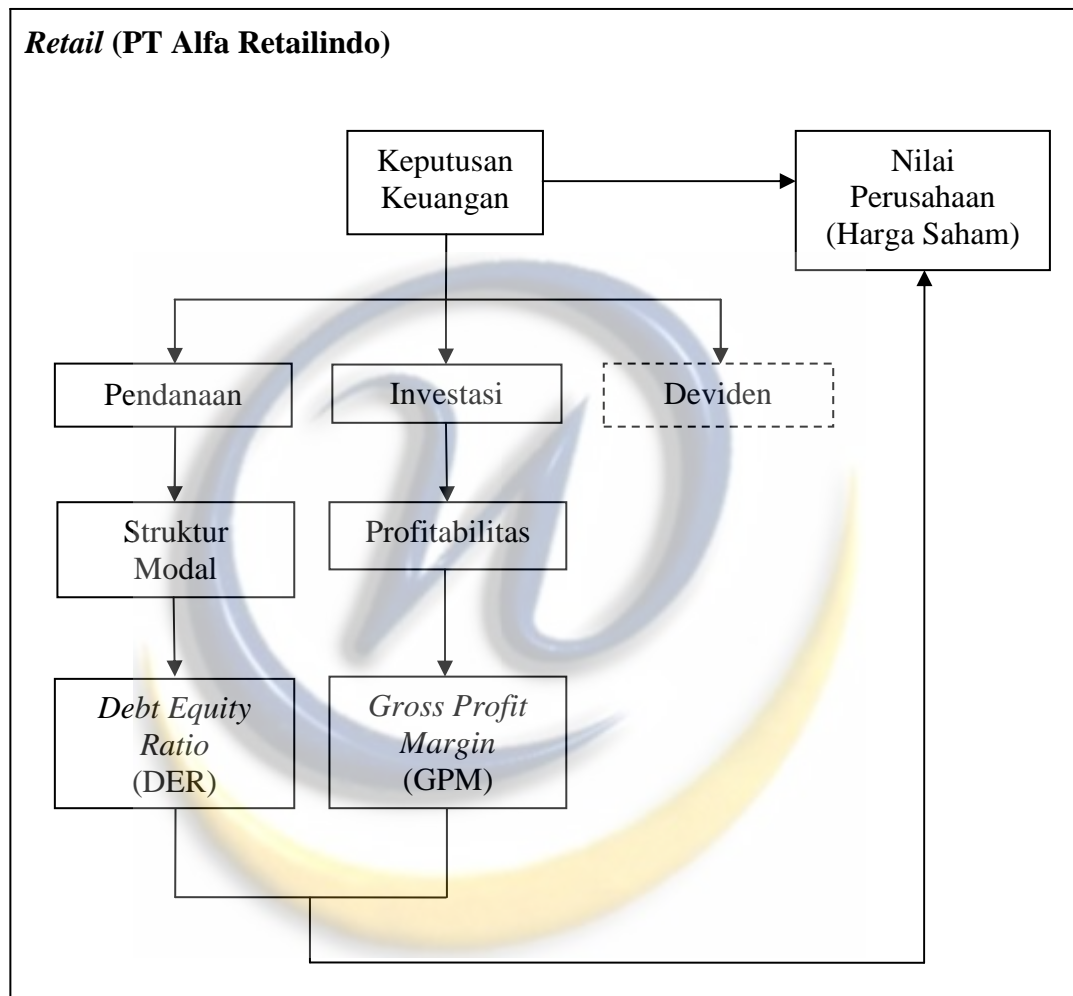 Retail (PT Alfa Retailindo)
Keputusan
Keuangan
Nilai
Perusahaan
(Harga Saham)
Pendanaan
Investasi
Deviden
Struktur
Modal
Profitabilitas
Debt Equity
Ratio
(DER)
Gross Profit
Margin
(GPM)